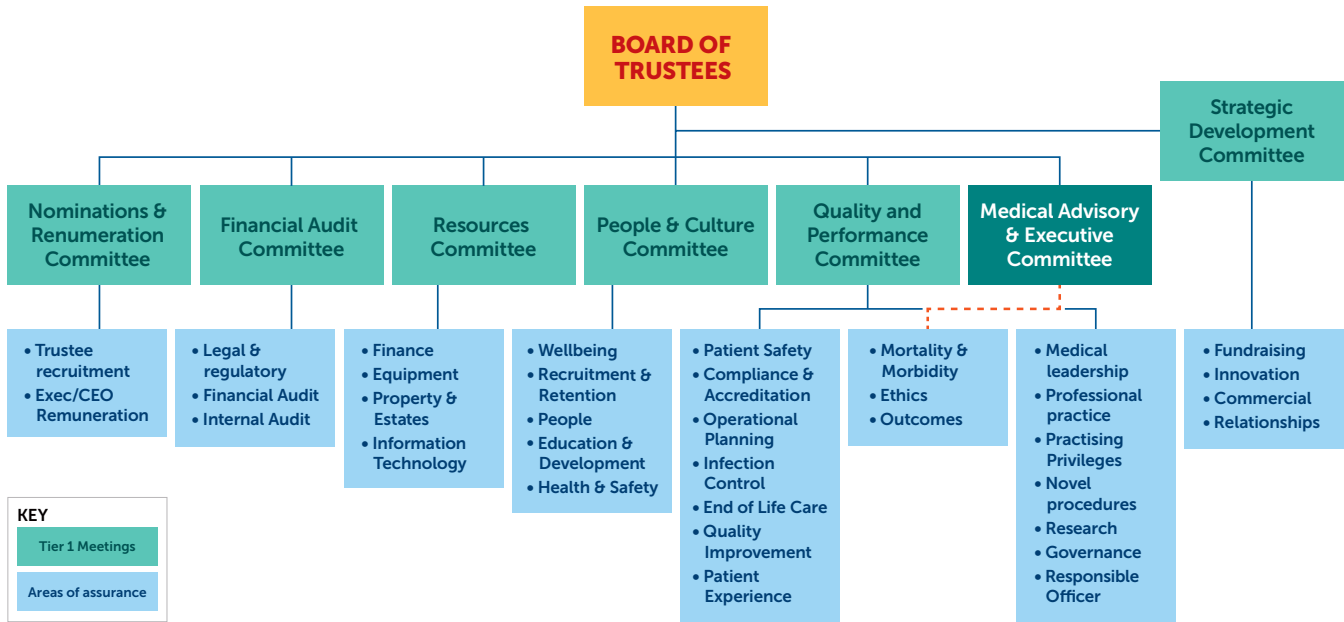 BOARD OF
TRUSTEES
Strategic
Development
Committee
Nominations &
Renumeration
Committee
Financial Audit
Committee
Resources
Committee
People & Culture
Committee
Quality and
Performance
Committee
Medical Advisory
& Executive
Committee
• Trustee
recruitment
• Exec/CEO
Remuneration
• Legal &
regulatory
• Financial Audit
• Internal Audit
• Finance
• Equipment
• Property &
Estates
• Information
Technology
• Wellbeing
• Recruitment &
Retention
• People
• Education &
Development
• Health & Safety
• Patient Safety
• Compliance &
Accreditation
• Operational
Planning
• Infection
Control
• End of Life Care
• Quality
Improvement
• Patient
Experience
• Mortality &
Morbidity
• Ethics
• Outcomes
• Medical
leadership
• Professional
practice
• Practising
Privileges
• Novel
procedures
• Research
• Governance
• Responsible
Officer
• Fundraising
• Innovation
• Commercial
• Relationships
KEY
Tier 1 Meetings
Areas of assurance